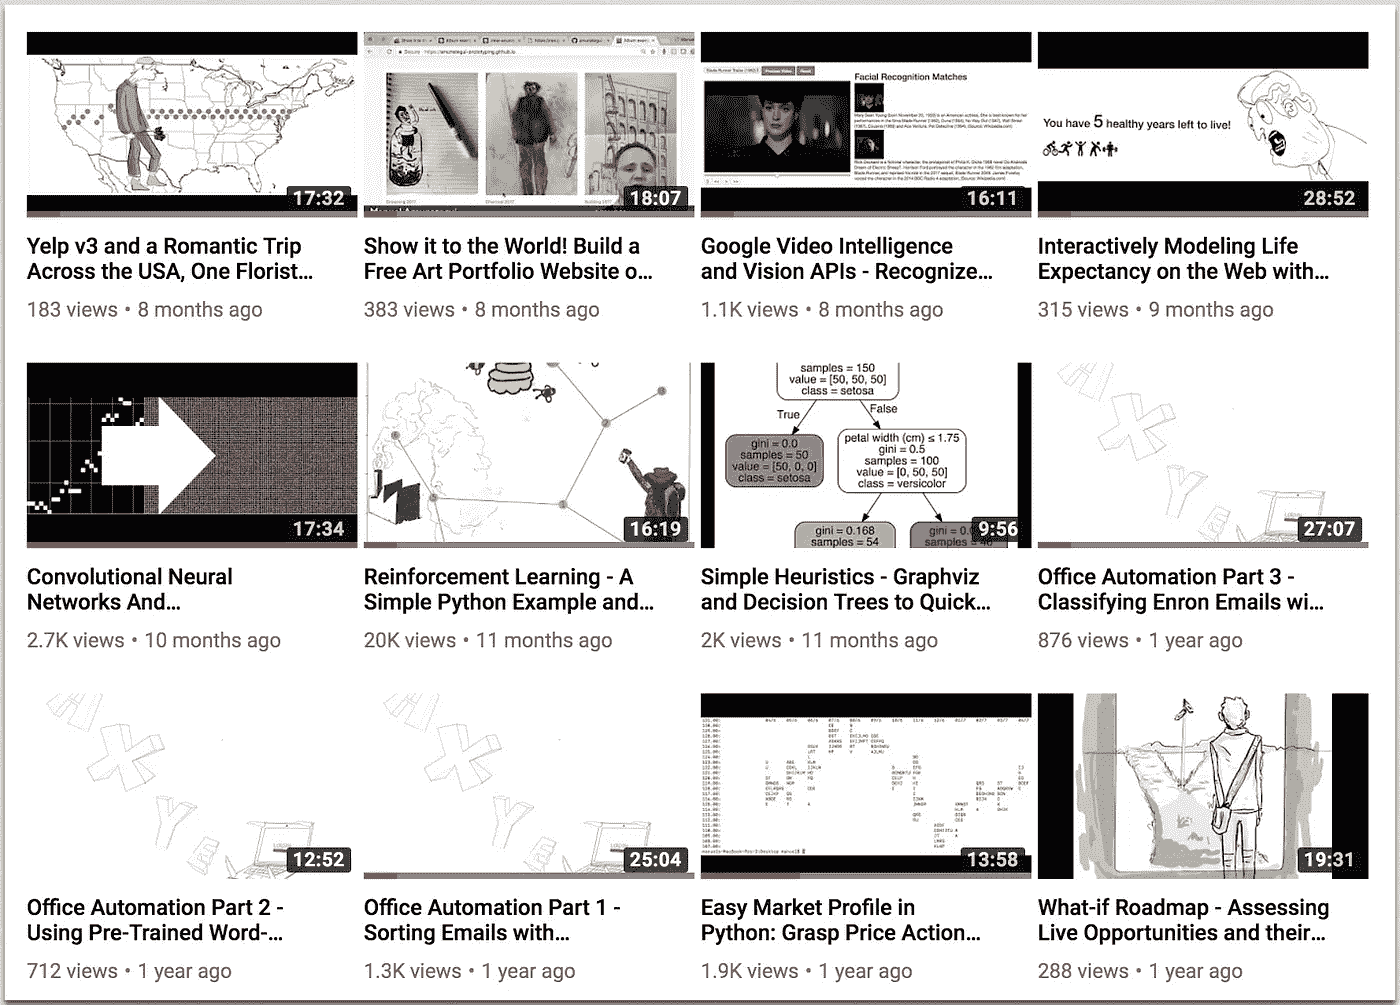 17:32
18:07
Facial Recognition Matches
16:11
You have 5 healthy years left to live!
28:52
Yelp v3 and a Romantic Trip
Across the USA, One Florist...
183 views • 8 months ago
Show it to the World! Build a
Free Art Portfolio Website o...
383 views • 8 months ago
Google Video Intelligence
and Vision APIs - Recognize...
1.1K views • 8 months ago
Interactively Modeling Life
Expectancy on the Web with...
315 views • 9 months ago
17:34
16:19
samples = 150
value = [50, 50, 50]
class = setosa
True
False
gini = 0.0
samples = 50
value = [50, 0, 0]
class = setosa
petal width (cm) ≤ 1.75
gini = 0.5
samples = 100
value = [0, 50, 50]
class = versicolor
gini = 0.168
samples = 54
9:56
27:07
Convolutional Neural
Networks And...
2.7K views • 10 months ago
Reinforcement Learning - A
Simple Python Example and...
20K views • 11 months ago
Simple Heuristics - Graphviz
and Decision Trees to Quick...
2K views • 11 months ago
Office Automation Part 3 -
Classifying Enron Emails wi...
876 views • 1 year ago
12:52
25:04
13:58
19:31
Office Automation Part 2 -
Using Pre-Trained Word-...
712 views • 1 year ago
Office Automation Part 1 -
Sorting Emails with...
1.3K views • 1 year ago
Easy Market Profile in
Python: Grasp Price Action...
1.9K views • 1 year ago
What-if Roadmap - Assessing
Live Opportunities and their...
288 views • 1 year ago